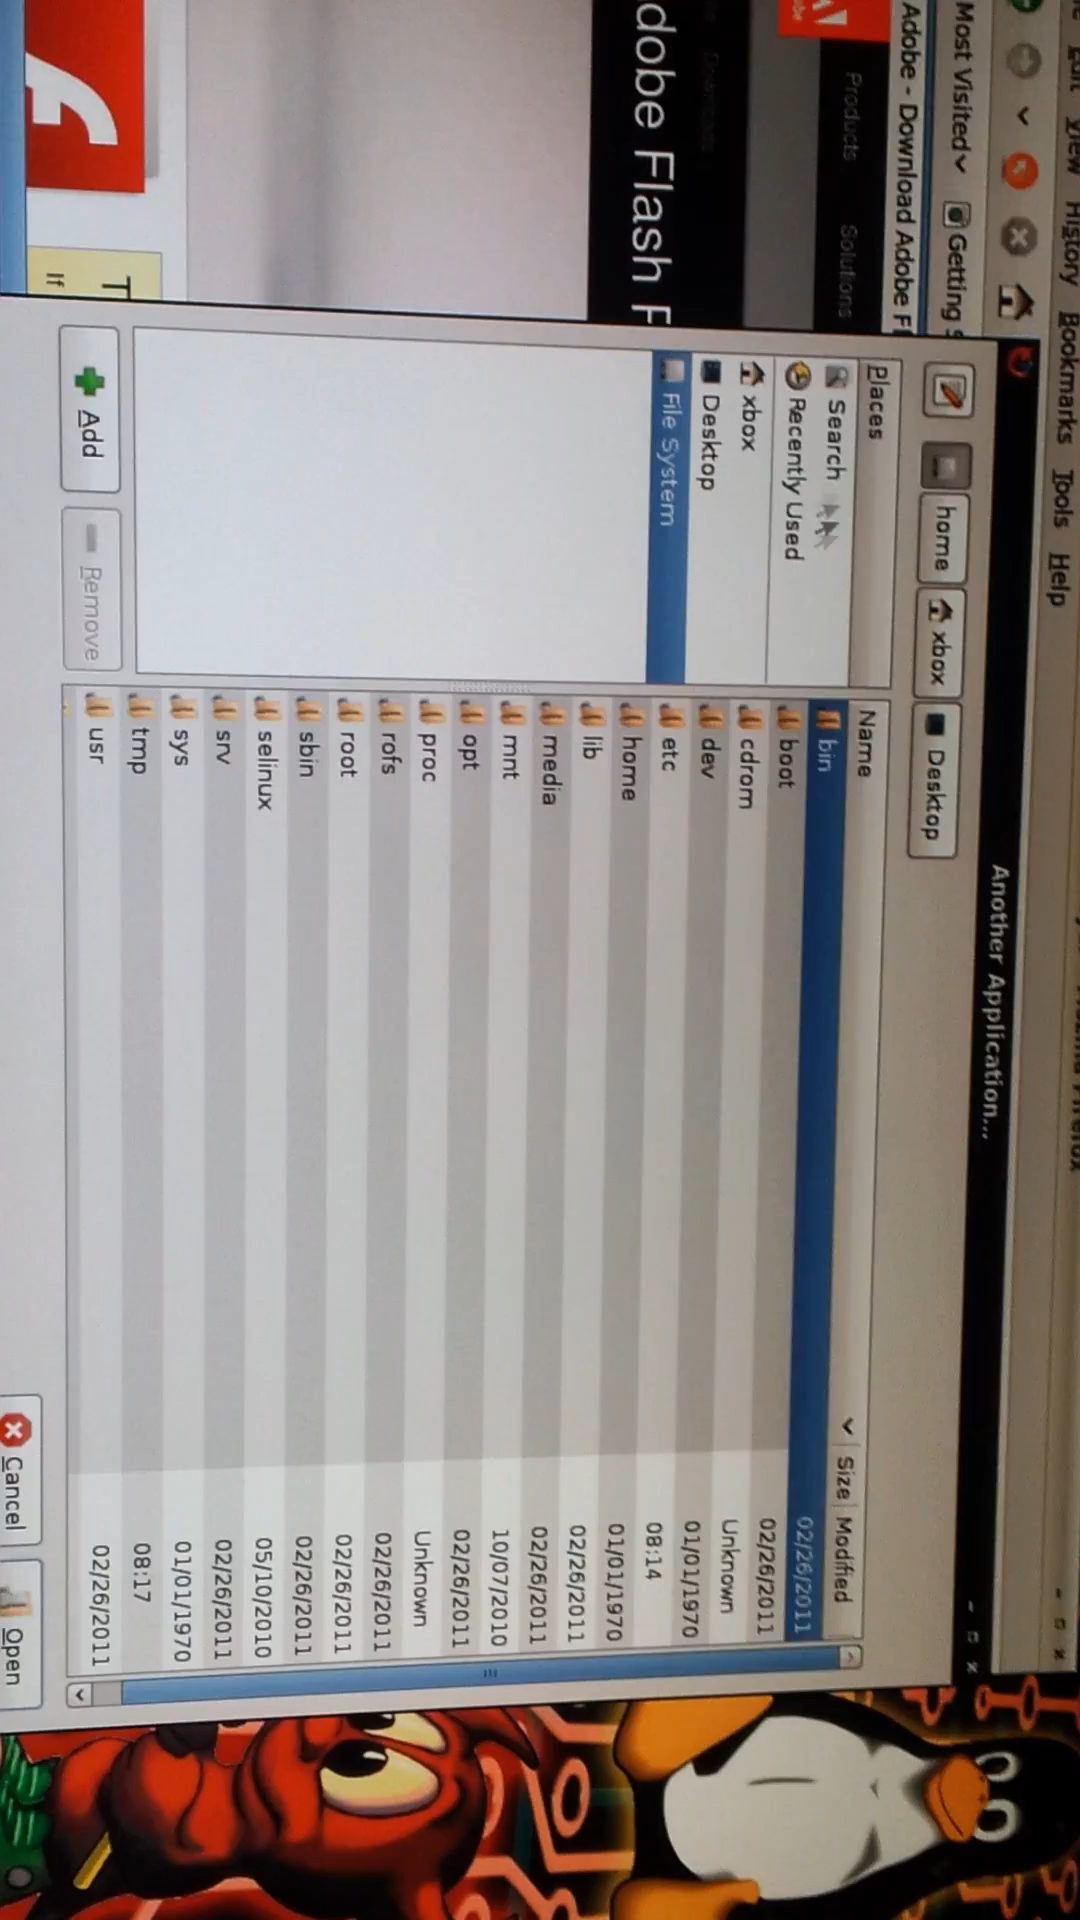 Edit View History Bookmarks Tools Help
Most Visited Getting
Adobe - Download Adobe F
Products Solutions
Downloads
dobe Flash F
T
If
Another Application...
home xbox Desktop
Places
Search
Recently Used
xbox
Desktop
File System
Add Remove
Name Size Modified
bin 02/26/2011
boot 02/26/2011
cdrom Unknown
dev 01/01/1970
etc 08:14
home 01/01/1970
lib 02/26/2011
media 02/26/2011
mnt 10/07/2010
opt 02/26/2011
proc Unknown
rofs 02/26/2011
root 02/26/2011
sbin 02/26/2011
selinux 05/10/2010
srv 02/26/2011
sys 01/01/1970
tmp 08:17
usr 02/26/2011
Cancel Open